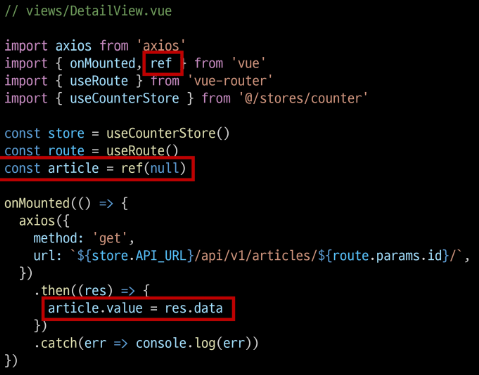 // views/DetailView.vue
import axios from 'axios'
import { onMounted, ref } from 'vue'
import { useRoute } from 'vue-router'
import { useCounterStore } from '@/stores/counter'
const store = useCounterStore()
const route = useRoute()
const article = ref(null)
onMounted(() => {
  axios({
    method: 'get',
    url: `${store.API_URL}/api/v1/articles/${route.params.id}/`,
  })
    .then((res) => {
      article.value = res.data
    })
    .catch(err => console.log(err))
})